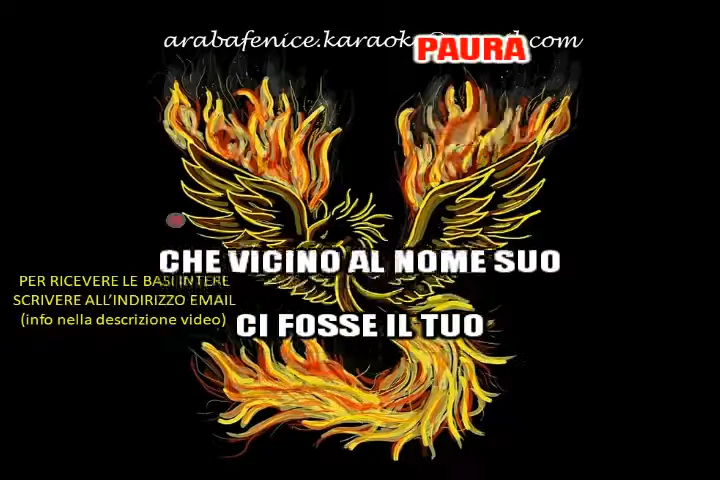 arabafenice.karaok com
PAURA
CHE VICINO AL NOME SUO
PER RICEVERE LE BASI INTERE
SCRIVERE ALL'INDIRIZZO EMAIL
(info nella descrizione video)
CI FOSSE IL TUO